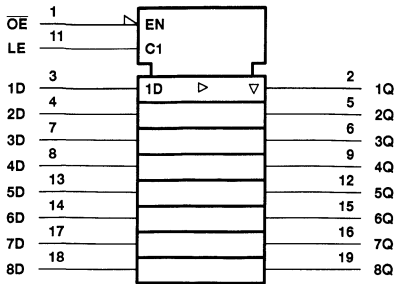 OE 1 EN
LE 11 C1
1D 3 1D 2 1Q
2D 4 5 2Q
3D 7 6 3Q
4D 8 9 4Q
5D 13 12 5Q
6D 14 15 6Q
7D 17 16 7Q
8D 18 19 8Q